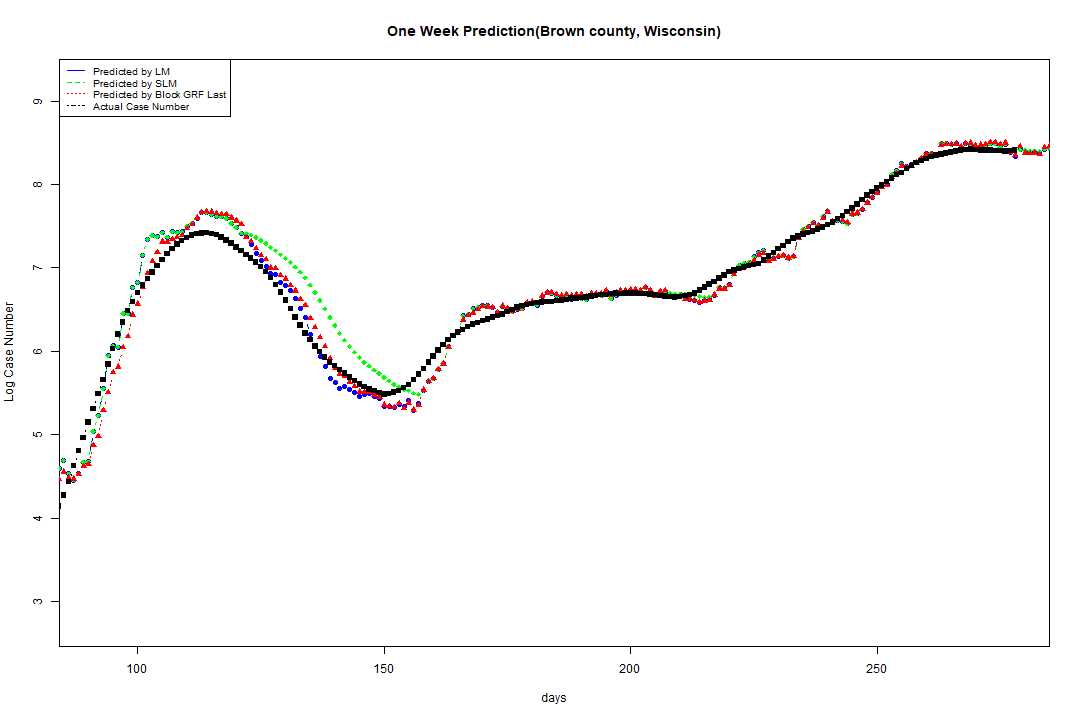 One Week Prediction(Brown county, Wisconsin)
Predicted by LM
Predicted by SLM
Predicted by Block GRF Last
Actual Case Number
9
8
7
6
5
4
3
Log Case Number
100 150 200 250
days